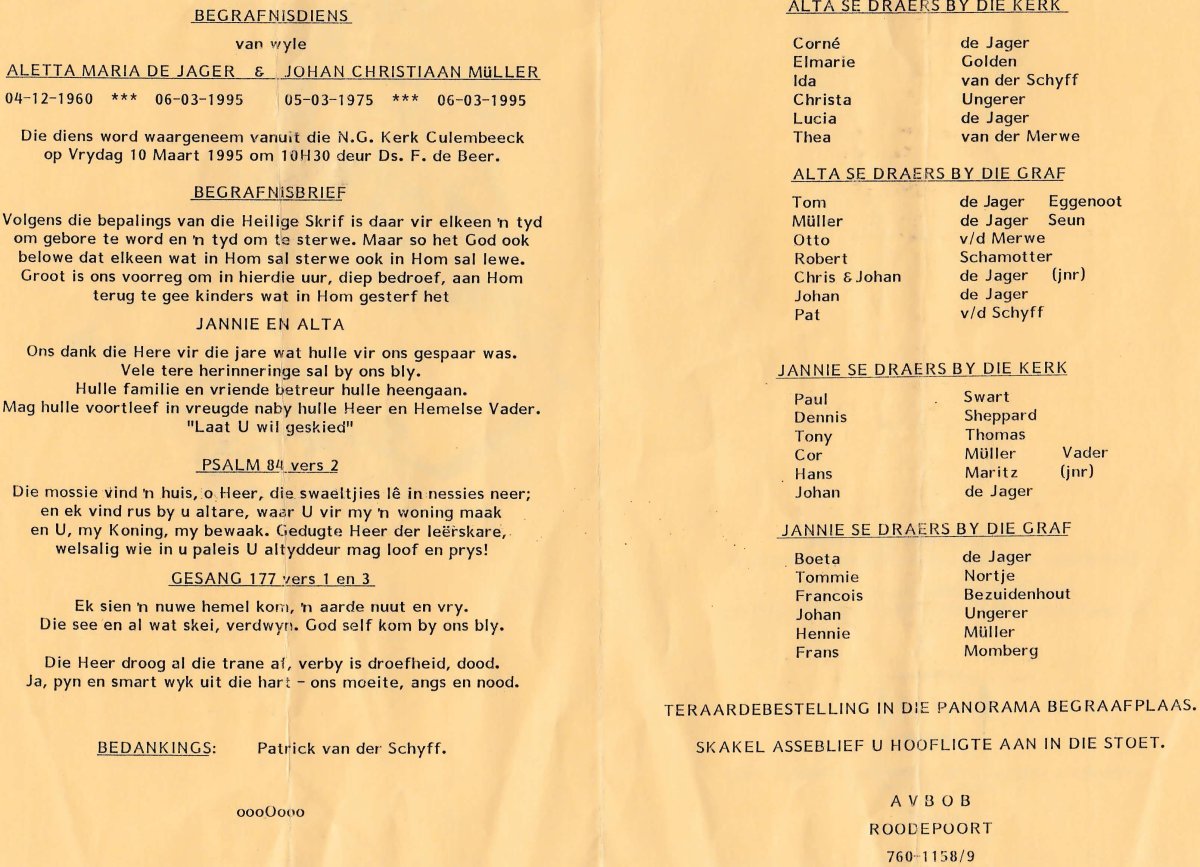 BEGRAFNISDIENS
van wyle
ALETTA MARIA DE JAGER & JOHAN CHRISTIAAN MüLLER
04-12-1960 *** 06-03-1995 05-03-1975 *** 06-03-1995
Die diens word waargeneem vanuit die N.G. Kerk Culembeeck
op Vrydag 10 Maart 1995 om 10H30 deur Ds. F. de Beer.
BEGRAFNISBRIEF
Volgens die bepalings van die Heilige Skrif is daar vir elkeen 'n tyd
om gebore te word en 'n tyd om te sterwe. Maar so het God ook
belowe dat elkeen wat in Hom sal sterwe ook in Hom sal lewe.
Groot is ons voorreg om in hierdie uur, diep bedroef, aan Hom
terug te gee kinders wat in Hom gesterf het
JANNIE EN ALTA
Ons dank die Here vir die jare wat hulle vir ons gespaar was.
Vele tere herinneringe sal by ons bly.
Hulle familie en vriende betreur hulle heengaan.
Mag hulle voortleef in vreugde naby hulle Heer en Hemelse Vader.
"Laat U wil geskied"
PSALM 84 vers 2
Die mossie vind 'n huis, o Heer, die swaeltjies lê in nessies neer;
en ek vind rus by u altare, waar U vir my 'n woning maak
en U, my Koning, my bewaak. Gedugte Heer der leërskare,
welsalig wie in u paleis U altyddeur mag loof en prys!
GESANG 177 vers 1 en 3
Ek sien 'n nuwe hemel kom, 'n aarde nuut en vry.
Die see en al wat skei, verdwyn. God self kom by ons bly.
Die Heer droog al die trane af, verby is droefheid, dood.
Ja, pyn en smart wyk uit die hart - ons moeite, angs en nood.
BEDANKINGS: Patrick van der Schyff.
oooOooo
ALTA SE DRAERS BY DIE KERK
Corné de Jager
Elmarie Golden
Ida van der Schyff
Christa Ungerer
Lucia de Jager
Thea van der Merwe
ALTA SE DRAERS BY DIE GRAF
Tom de Jager Eggenoot
Müller de Jager Seun
Otto v/d Merwe
Robert Schamotter
Chris & Johan de Jager (jnr)
Johan de Jager
Pat v/d Schyff
JANNIE SE DRAERS BY DIE KERK
Paul Swart
Dennis Sheppard
Tony Thomas
Cor Müller Vader
Hans Maritz (jnr)
Johan de Jager
JANNIE SE DRAERS BY DIE GRAF
Boeta de Jager
Tommie Nortje
Francois Bezuidenhout
Johan Ungerer
Hennie Müller
Frans Momberg
TERAARDEBESTELLING IN DIE PANORAMA BEGRAAFPLAAS.
SKAKEL ASSEBLIEF U HOOFLIGTE AAN IN DIE STOET.
A V B O B
ROODEPOORT
760-1158/9